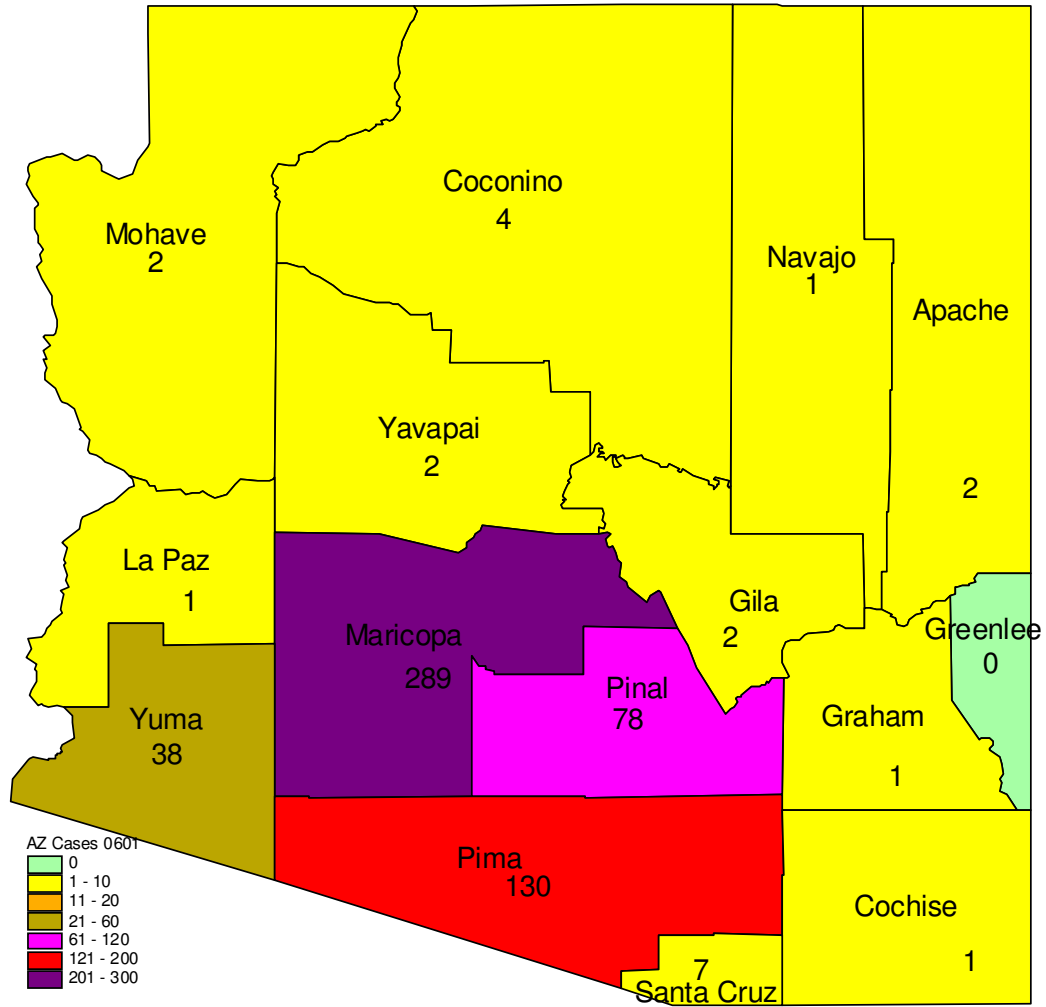 Coconino
4
Mohave
2
Navajo
1
Apache
2
Yavapai
2
La Paz
1
Gila
2
Greenlee
0
Maricopa
289
Pinal
78
Graham
1
Yuma
38
Pima
130
Cochise
1
7
Santa Cruz
AZ Cases 0601
0
1 - 10
11 - 20
21 - 60
61 - 120
121 - 200
201 - 300